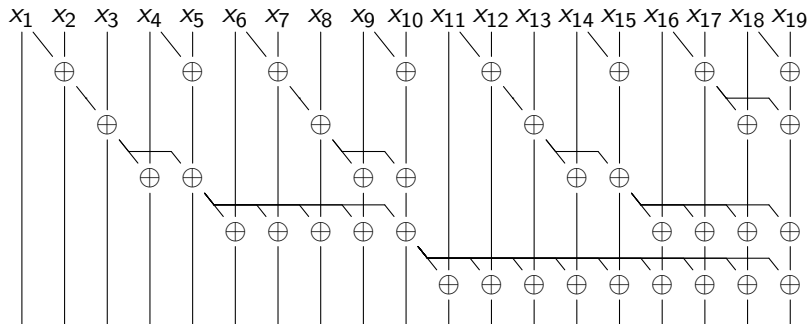 x₁ x₂ x₃ x₄ x₅ x₆ x₇ x₈ x₉ x₁₀ x₁₁ x₁₂ x₁₃ x₁₄ x₁₅ x₁₆ x₁₇ x₁₈ x₁₉